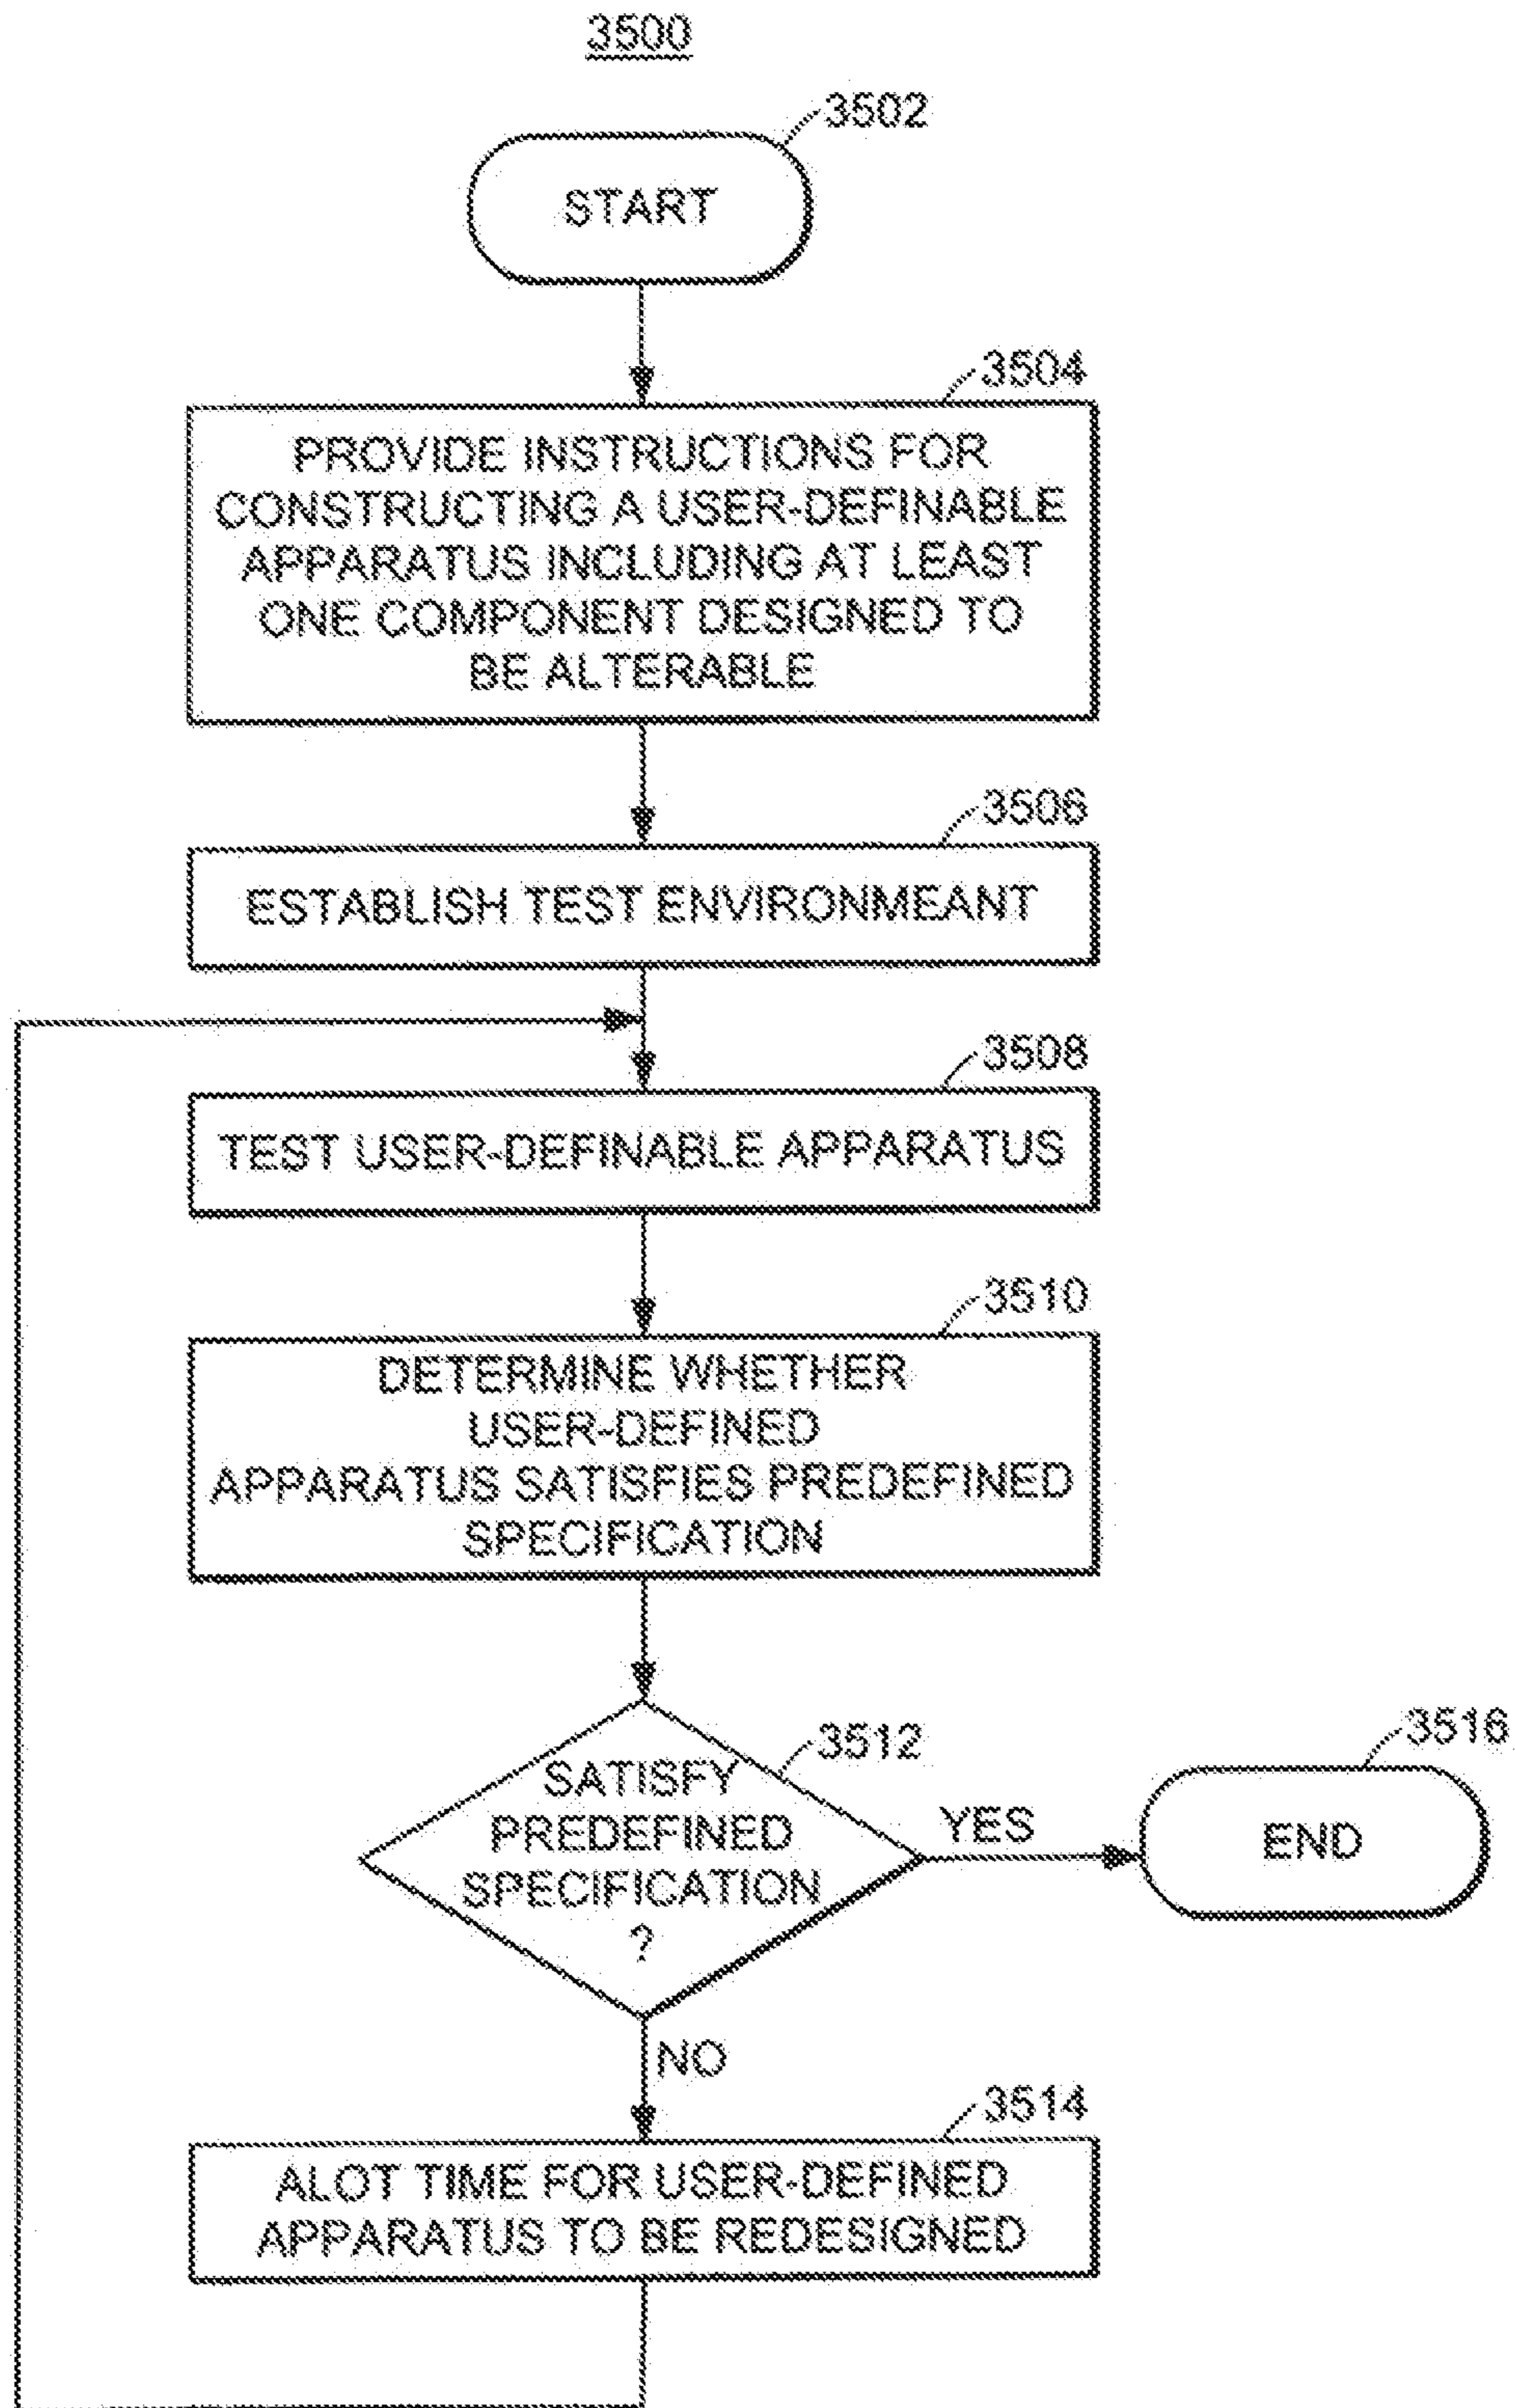 3500
3502
START
3504
PROVIDE INSTRUCTIONS FOR
CONSTRUCTING A USER-DEFINABLE
APPARATUS INCLUDING AT LEAST
ONE COMPONENT DESIGNED TO
BE ALTERABLE
3506
ESTABLISH TEST ENVIRONMEANT
3508
TEST USER-DEFINABLE APPARATUS
3510
DETERMINE WHETHER
USER-DEFINED
APPARATUS SATISFIES PREDEFINED
SPECIFICATION
3512
SATISFY
PREDEFINED
SPECIFICATION
?
YES
3516
END
NO
3514
ALOT TIME FOR USER-DEFINED
APPARATUS TO BE REDESIGNED